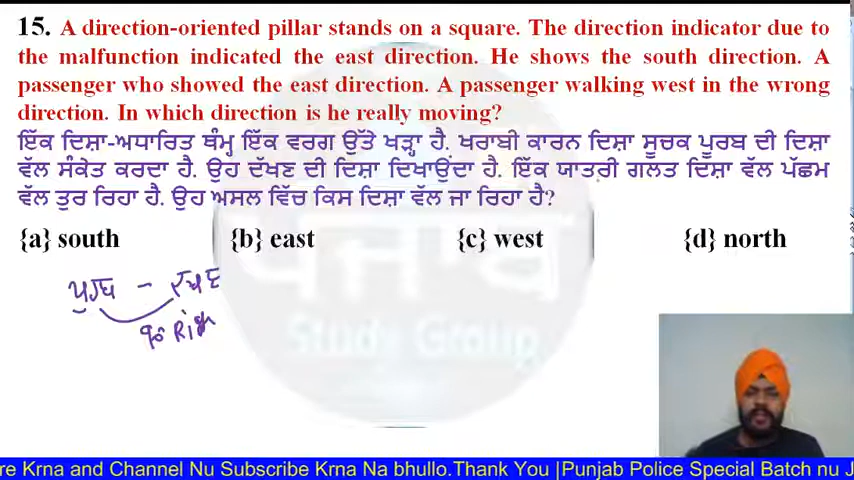 15. A direction-oriented pillar stands on a square. The direction indicator due to
the malfunction indicated the east direction. He shows the south direction. A
passenger who showed the east direction. A passenger walking west in the wrong
direction. In which direction is he really moving?
ਇੱਕ ਦਿਸ਼ਾ-ਅਧਾਰਿਤ ਥੰਮ੍ਹ ਇੱਕ ਵਰਗ ਉੱਤੇ ਖੜ੍ਹਾ ਹੈ. ਖਰਾਬੀ ਕਾਰਨ ਦਿਸ਼ਾ ਸੂਚਕ ਪੂਰਬ ਦੀ ਦਿਸ਼ਾ
ਵੱਲ ਸੰਕੇਤ ਕਰਦਾ ਹੈ. ਉਹ ਦੱਖਣ ਦੀ ਦਿਸ਼ਾ ਦਿਖਾਉਂਦਾ ਹੈ. ਇੱਕ ਯਾਤਰੀ ਗਲਤ ਦਿਸ਼ਾ ਵੱਲ ਪੱਛਮ
ਵੱਲ ਤੁਰ ਰਿਹਾ ਹੈ. ਉਹ ਅਸਲ ਵਿੱਚ ਕਿਸ ਦਿਸ਼ਾ ਵੱਲ ਜਾ ਰਿਹਾ ਹੈ?
{a} south {b} east {c} west {d} north
ਪੰਜਾਬ
Study Group
re Krna and Channel Nu Subscribe Krna Na bhullo.Thank You |Punjab Police Special Batch nu J